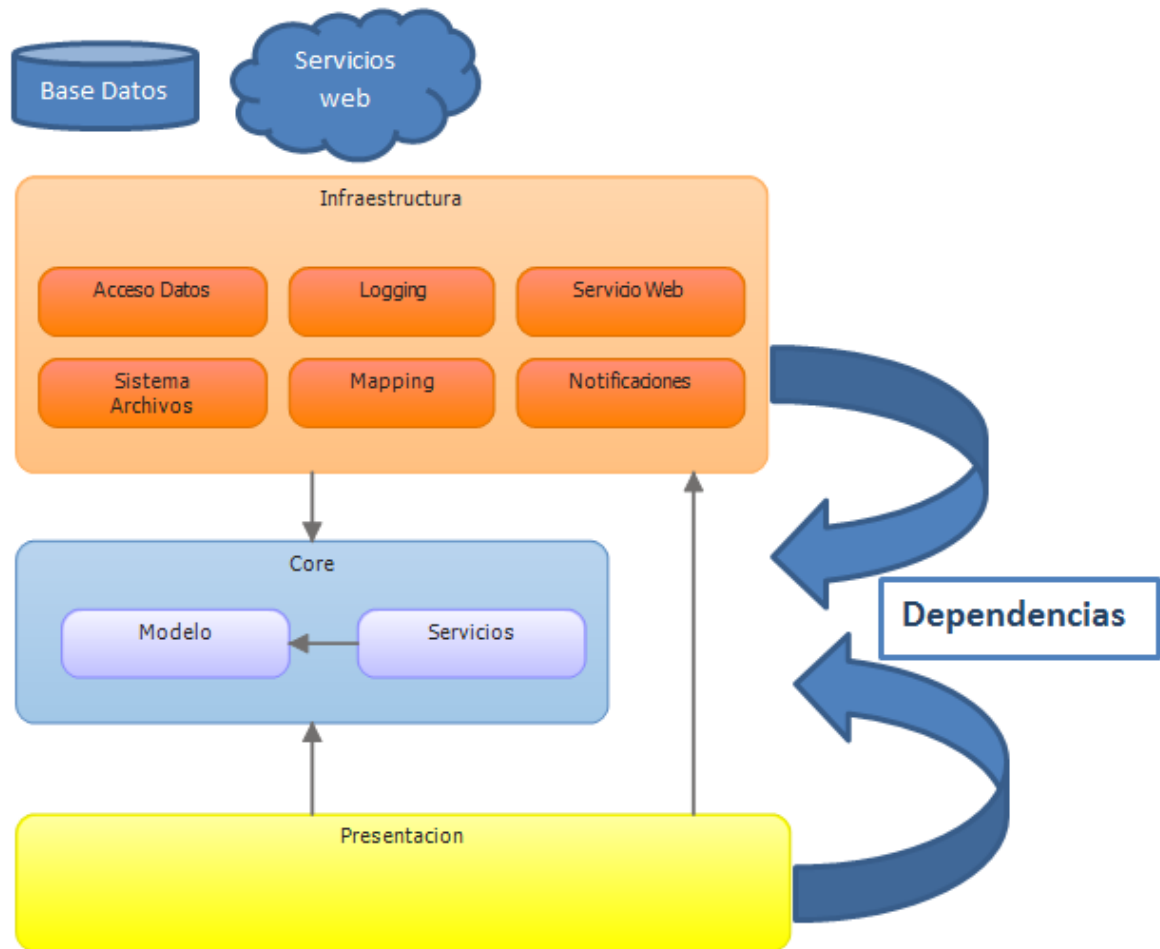 Base Datos
Servicios
web
Infraestructura
Acceso Datos
Logging
Servicio Web
Sistema
Archivos
Mapping
Notificaciones
Core
Modelo
Servicios
Dependencias
Presentacion